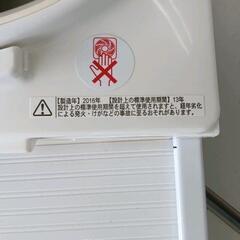 【製造年】2016年 【設計上の標準使用期間】13年
設計上の標準使用期間を超えて使用されますと、経年劣化
による発火・けがなどの事故に至るおそれがあります。